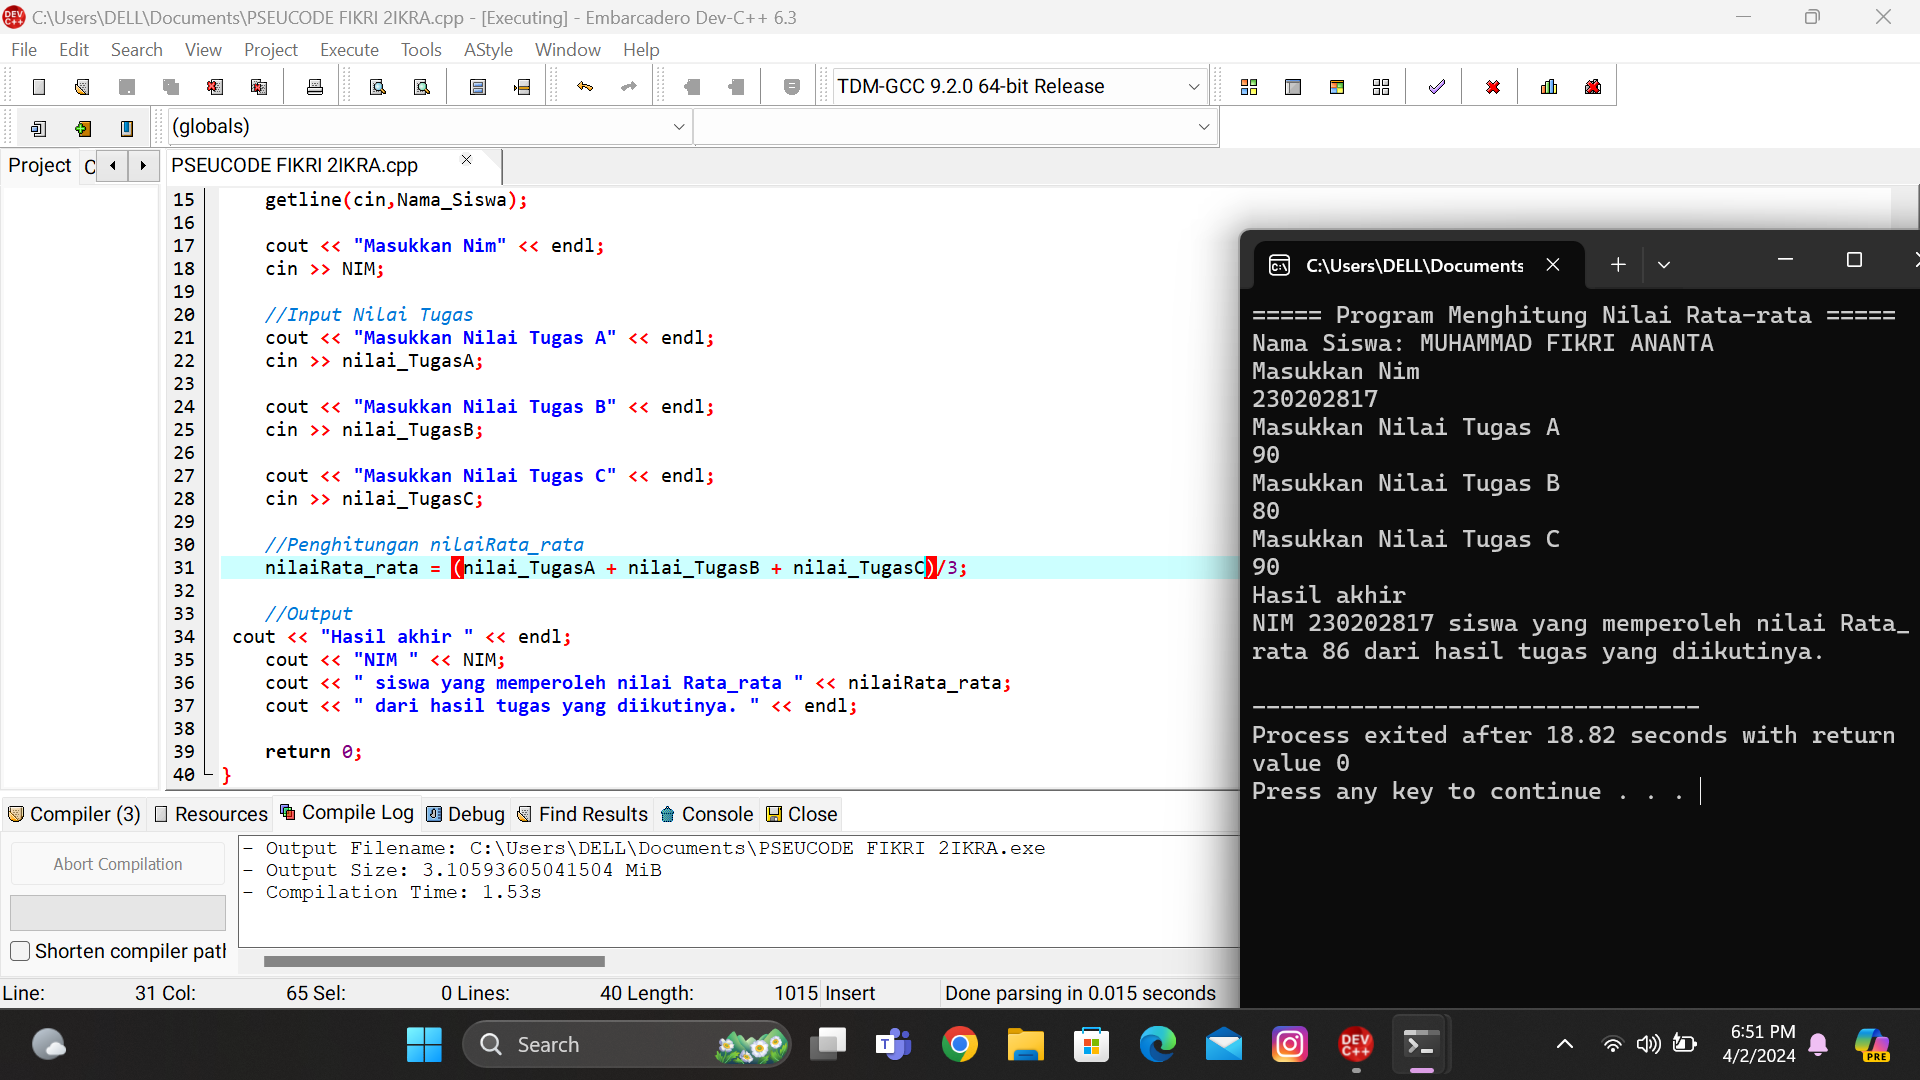 C:\Users\DELL\Documents\PSEUCODE FIKRI 2IKRA.cpp - [Executing] - Embarcadero Dev-C++ 6.3
File Edit Search View Project Execute Tools AStyle Window Help
TDM-GCC 9.2.0 64-bit Release
(globals)
Project C
PSEUCODE FIKRI 2IKRA.cpp
15 getline(cin,Nama_Siswa);
16
17 cout << "Masukkan Nim" << endl;
18 cin >> NIM;
19
20 //Input Nilai Tugas
21 cout << "Masukkan Nilai Tugas A" << endl;
22 cin >> nilai_TugasA;
23
24 cout << "Masukkan Nilai Tugas B" << endl;
25 cin >> nilai_TugasB;
26
27 cout << "Masukkan Nilai Tugas C" << endl;
28 cin >> nilai_TugasC;
29
30 //Penghitungan nilaiRata_rata
31 nilaiRata_rata = (nilai_TugasA + nilai_TugasB + nilai_TugasC)/3;
32
33 //Output
34 cout << "Hasil akhir " << endl;
35 cout << "NIM " << NIM;
36 cout << " siswa yang memperoleh nilai Rata_rata " << nilaiRata_rata;
37 cout << " dari hasil tugas yang diikutinya. " << endl;
38
39 return 0;
40 }
C:\Users\DELL\Documents
===== Program Menghitung Nilai Rata-rata =====
Nama Siswa: MUHAMMAD FIKRI ANANTA
Masukkan Nim
230202817
Masukkan Nilai Tugas A
90
Masukkan Nilai Tugas B
80
Masukkan Nilai Tugas C
90
Hasil akhir
NIM 230202817 siswa yang memperoleh nilai Rata_
rata 86 dari hasil tugas yang diikutinya.
--------------------------------
Process exited after 18.82 seconds with return
value 0
Press any key to continue . . .
Compiler (3) Resources Compile Log Debug Find Results Console Close
Abort Compilation
Shorten compiler path
- Output Filename: C:\Users\DELL\Documents\PSEUCODE FIKRI 2IKRA.exe
- Output Size: 3.10593605041504 MiB
- Compilation Time: 1.53s
Line: 31 Col: 65 Sel: 0 Lines: 40 Length: 1015 Insert Done parsing in 0.015 seconds
Search
DEV C++
6:51 PM
4/2/2024
PRE